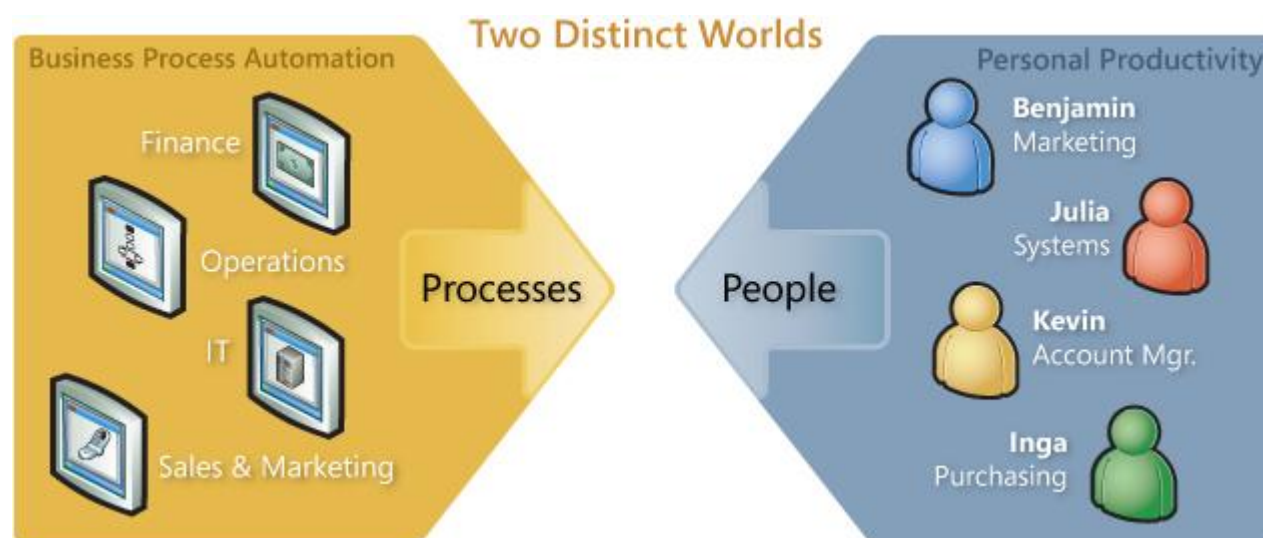 Two Distinct Worlds
Business Process Automation
Finance
Operations
IT
Sales & Marketing
Processes
People
Personal Productivity
Benjamin
Marketing
Julia
Systems
Kevin
Account Mgr.
Inga
Purchasing